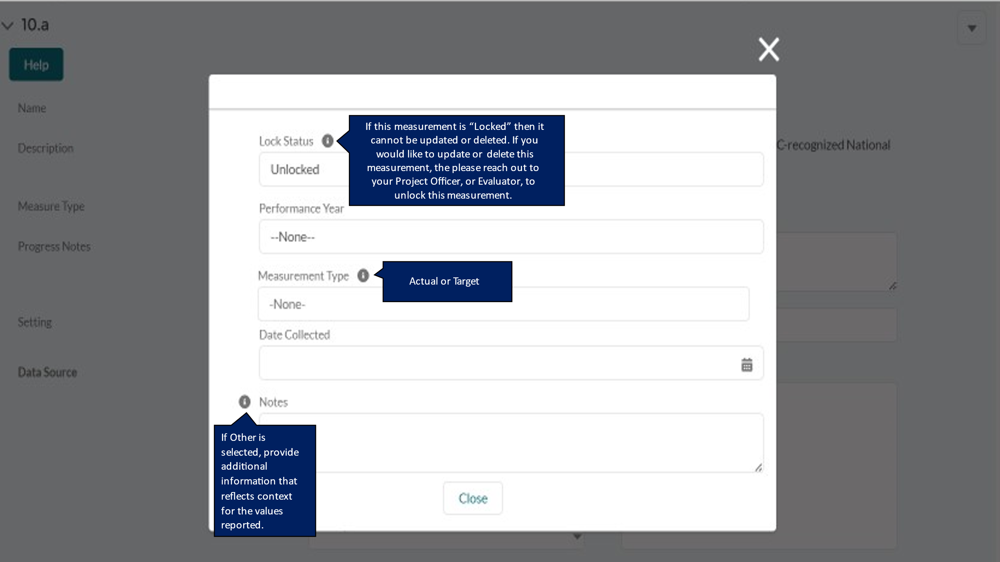 10.a
Help
Name
Description
C-recognized National
Measure Type
Progress Notes
Setting
Data Source
Lock Status
If this measurement is “Locked” then it
cannot be updated or deleted. If you
would like to update or  delete this
measurement, the please reach out to
your Project Officer, or Evaluator, to
unlock this measurement.
Unlocked
Performance Year
--None--
Measurement Type
Actual or Target
-None-
Date Collected
Notes
If Other is
selected, provide
additional
information that
reflects context
for the values
reported.
Close